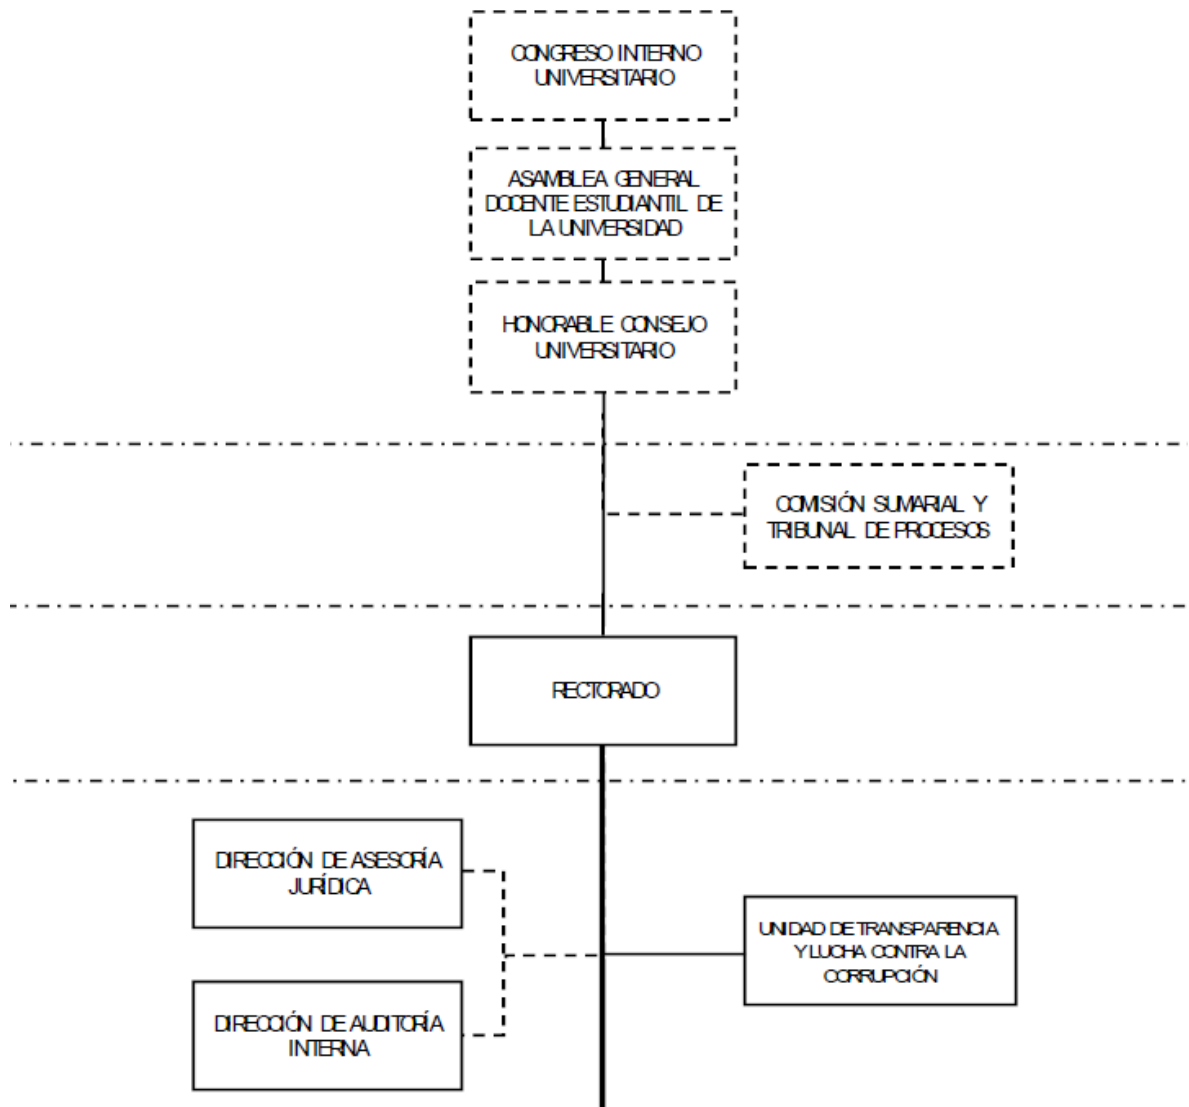 CONGRESO INTERNO
UNIVERSITARIO
ASAMBLEA GENERAL
DOCENTE ESTUDIANTIL DE
LA UNIVERSIDAD
HONORABLE CONSEJO
UNIVERSITARIO
COMISIÓN SUMARIAL Y
TRIBUNAL DE PROCESOS
RECTORADO
DIRECCIÓN DE ASESORÍA
JURÍDICA
UNIDAD DE TRANSPARENCIA
Y LUCHA CONTRA LA
CORRUPCIÓN
DIRECCIÓN DE AUDITORÍA
INTERNA